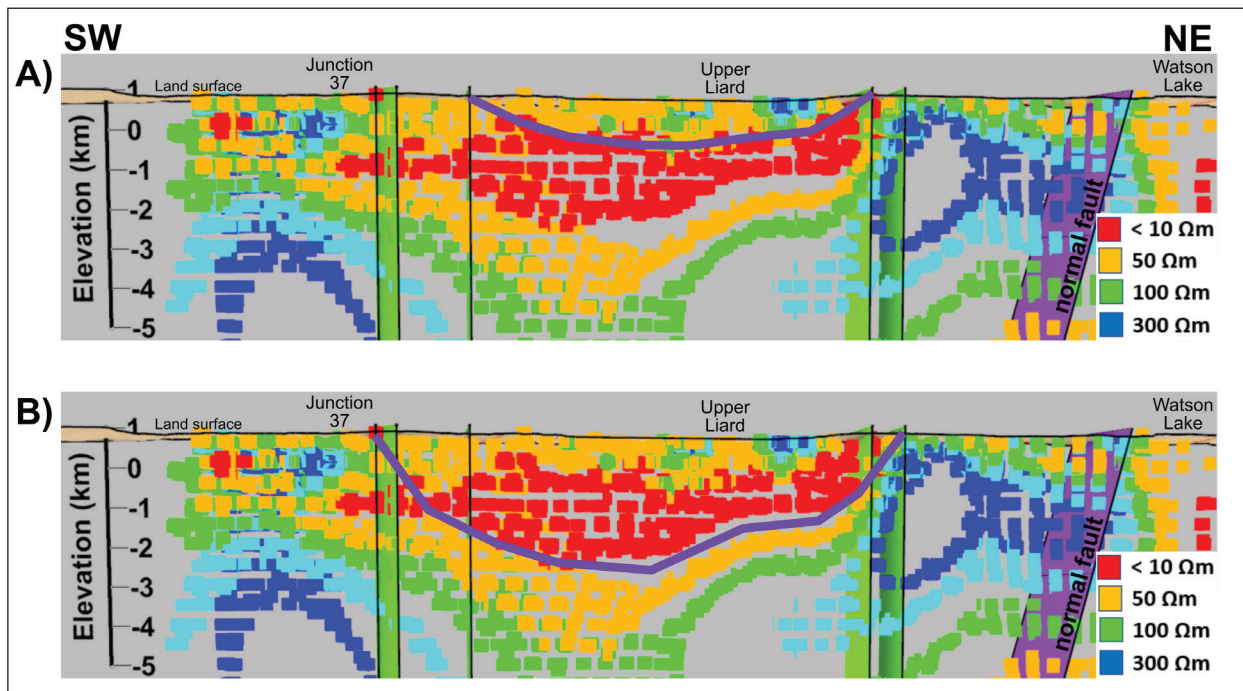 SW
NE
A)
Junction
37
Land surface
Upper
Liard
Watson
Lake
Elevation (km)
1
0
-1
-2
-3
-4
-5
normal fault
< 10 Ωm
50 Ωm
100 Ωm
300 Ωm
B)
Junction
37
Land surface
Upper
Liard
Watson
Lake
Elevation (km)
1
0
-1
-2
-3
-4
-5
normal fault
< 10 Ωm
50 Ωm
100 Ωm
300 Ωm